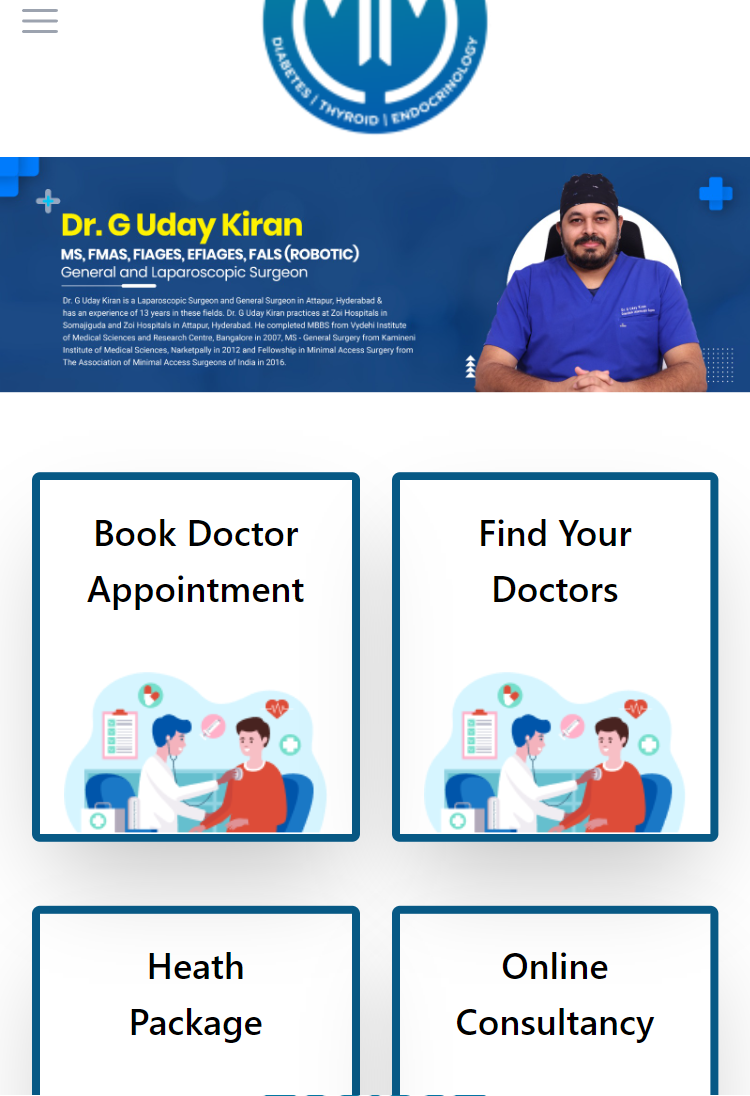 DIABETES | THYROID | ENDOCRINOLOGY
Dr. G Uday Kiran
MS, FMAS, FIAGES, EFIAGES, FALS (ROBOTIC)
General and Laparoscopic Surgeon
Dr. G Uday Kiran is a Laparoscopic Surgeon and General Surgeon in Attapur, Hyderabad &
has an experience of 13 years in these fields. Dr. G Uday Kiran practices at Zoi Hospitals in
Somajiguda and Zoi Hospitals in Attapur, Hyderabad. He completed MBBS from Vydehi Institute
of Medical Sciences and Research Centre, Bangalore in 2007, MS - General Surgery from Kamineni
Institute of Medical Sciences, Narketpally in 2012 and Fellowship in Minimal Access Surgery from
The Association of Minimal Access Surgeons of India in 2016.
Dr. G Uday Kiran
Book Doctor
Appointment
Find Your
Doctors
Heath
Package
Online
Consultancy